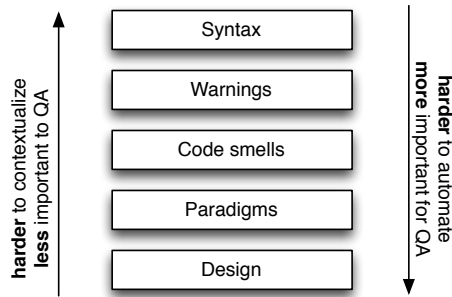 harder to contextualize
less important to QA
Syntax
Warnings
Code smells
Paradigms
Design
harder to automate
more important for QA